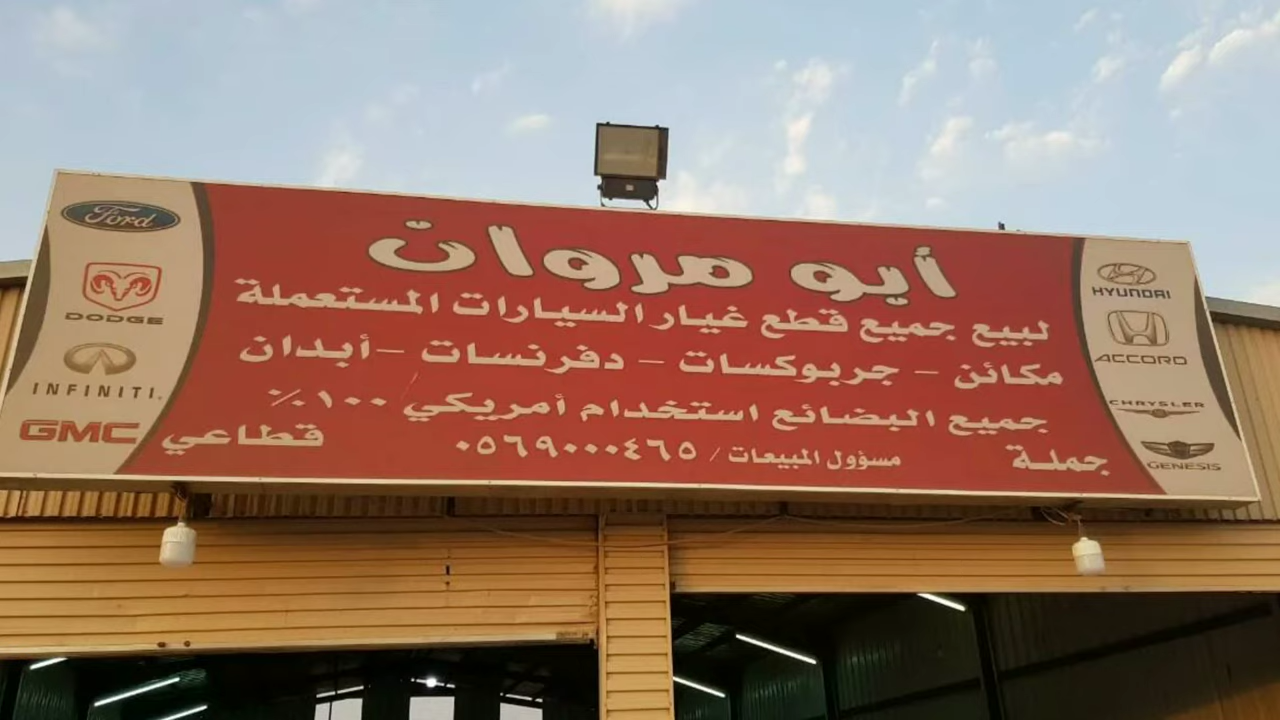 أبو مروان
لبيع جميع قطع غيار السيارات المستعملة
مكائن - جربوكسات - دفرنسات - أبدان
جميع البضائع استخدام أمريكي ١٠٠٪
جملة مسؤول المبيعات / ٠٥٦٩٠٠٠٤٦٥ قطاعي
HYUNDAI
ACCORD
CHRYSLER
GENESIS
Ford
DODGE
INFINITI.
GMC